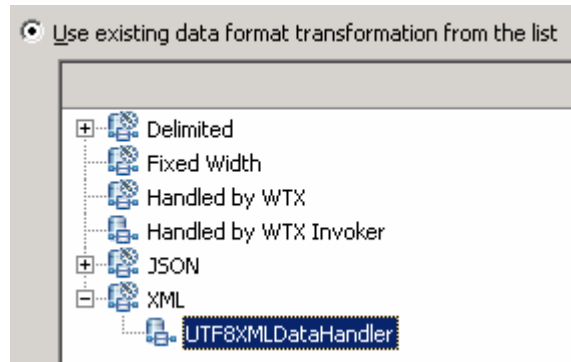 Use existing data format transformation from the list
Delimited
Fixed Width
Handled by WTX
Handled by WTX Invoker
JSON
XML
UTF8XMLDataHandler